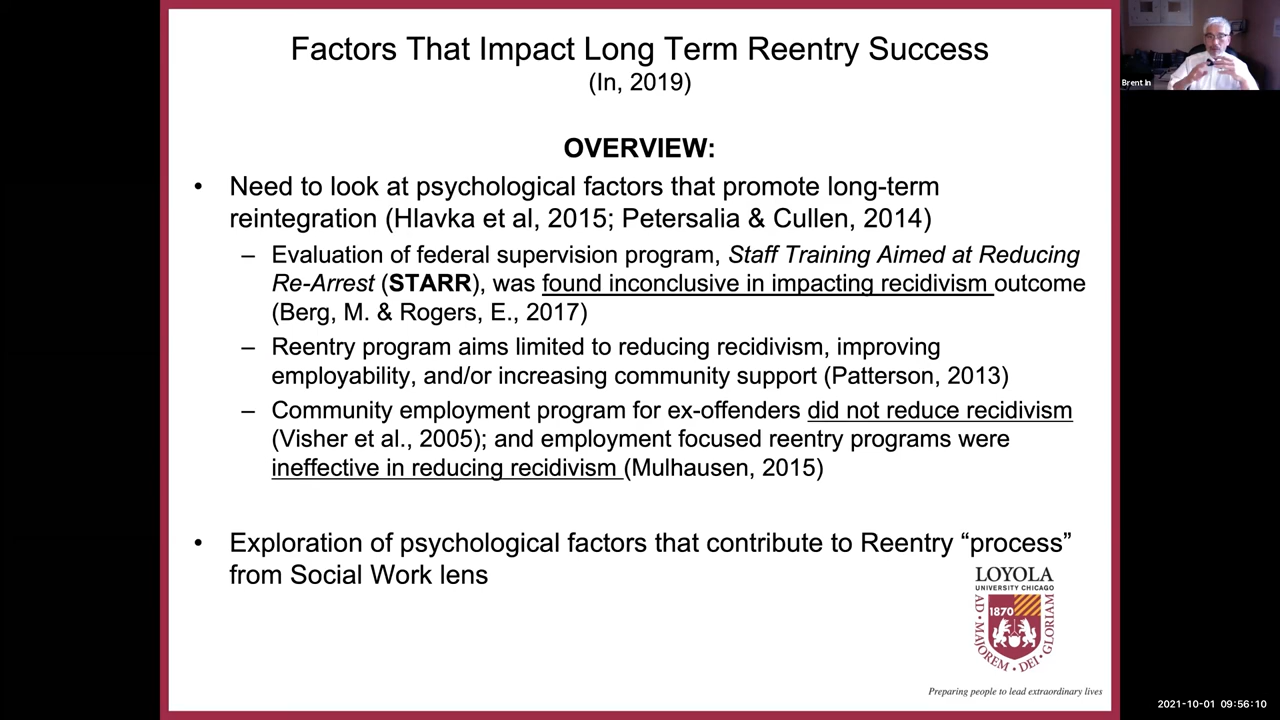 Factors That Impact Long Term Reentry Success
(In, 2019)
Brent In
OVERVIEW:
• Need to look at psychological factors that promote long-term
reintegration (Hlavka et al, 2015; Petersalia & Cullen, 2014)
– Evaluation of federal supervision program, Staff Training Aimed at Reducing
Re-Arrest (STARR), was found inconclusive in impacting recidivism outcome
(Berg, M. & Rogers, E., 2017)
– Reentry program aims limited to reducing recidivism, improving
employability, and/or increasing community support (Patterson, 2013)
– Community employment program for ex-offenders did not reduce recidivism
(Visher et al., 2005); and employment focused reentry programs were
ineffective in reducing recidivism (Mulhausen, 2015)
• Exploration of psychological factors that contribute to Reentry “process”
from Social Work lens
LOYOLA
UNIVERSITY CHICAGO
1870
AD • MAJOREM • DEI • GLORIAM
Preparing people to lead extraordinary lives
2021-10-01 09:56:10